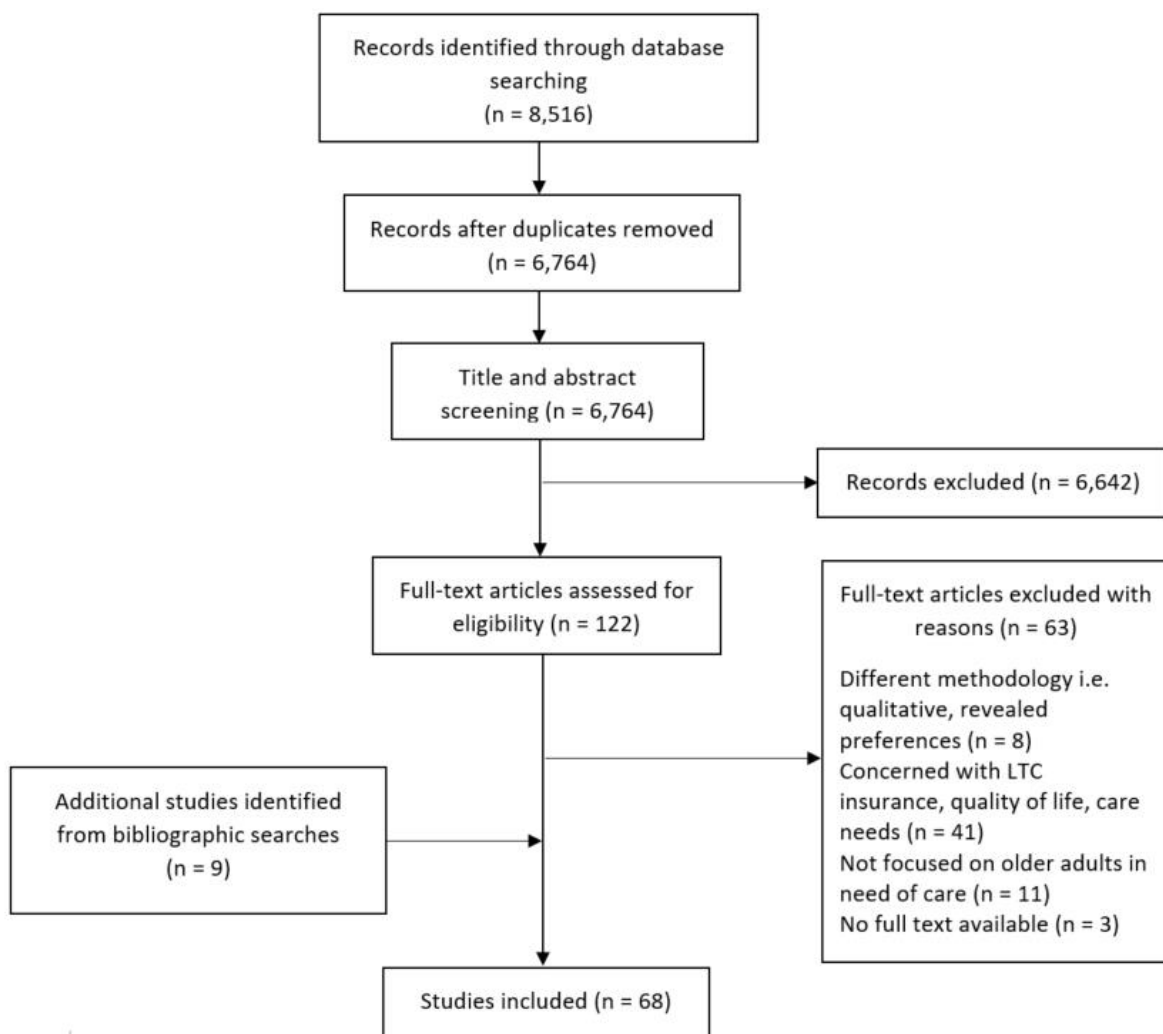 Records identified through database
searching
(n = 8,516)
Records after duplicates removed
(n = 6,764)
Title and abstract
screening (n = 6,764)
Records excluded (n = 6,642)
Full-text articles assessed for
eligibility (n = 122)
Full-text articles excluded with
reasons (n = 63)
Different methodology i.e.
qualitative, revealed
preferences (n = 8)
Concerned with LTC
insurance, quality of life, care
needs (n = 41)
Not focused on older adults in
need of care (n = 11)
No full text available (n = 3)
Additional studies identified
from bibliographic searches
(n = 9)
Studies included (n = 68)